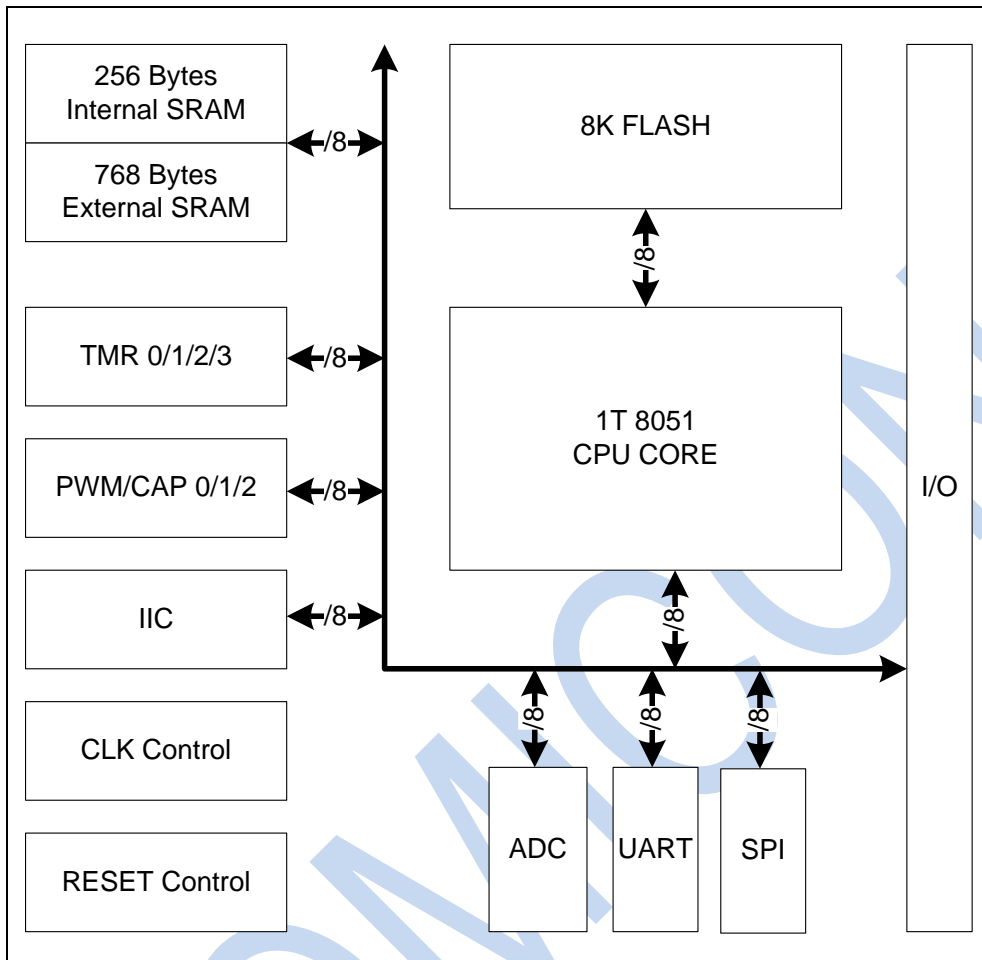 256 Bytes
Internal SRAM
768 Bytes
External SRAM
/8
8K FLASH
/8
TMR 0/1/2/3
/8
1T 8051
CPU CORE
I/O
PWM/CAP 0/1/2
/8
IIC
/8
/8
CLK Control
/8
/8
/8
ADC
UART
SPI
RESET Control